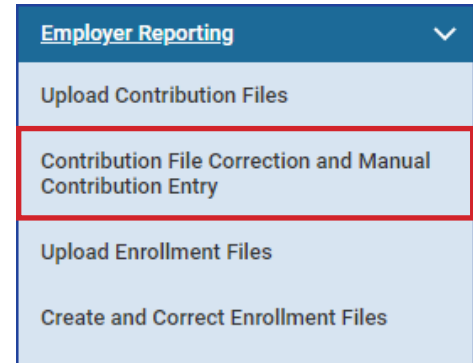 Employer Reporting
Upload Contribution Files
Contribution File Correction and Manual
Contribution Entry
Upload Enrollment Files
Create and Correct Enrollment Files